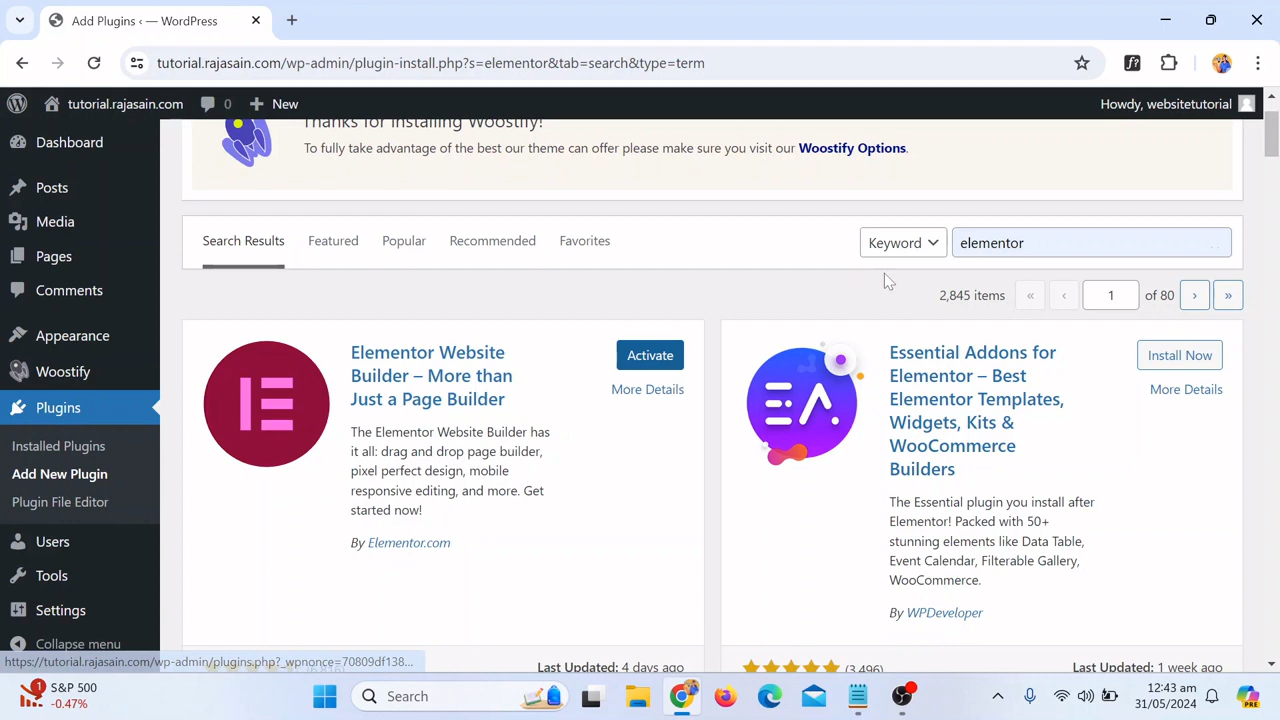 Add Plugins ‹ — WordPress
tutorial.rajasain.com/wp-admin/plugin-install.php?s=elementor&tab=search&type=term
tutorial.rajasain.com
0
New
Howdy, websitetutorial
Dashboard
Posts
Media
Pages
Comments
Appearance
Woostify
Plugins
Installed Plugins
Add New Plugin
Plugin File Editor
Users
Tools
Settings
Collapse menu
Thanks for installing Woostify!
To fully take advantage of the best our theme can offer please make sure you visit our Woostify Options.
Search Results
Featured
Popular
Recommended
Favorites
Keyword
elementor
2,845 items
«
‹
1
of 80
›
»
Elementor Website
Builder – More than
Just a Page Builder
Activate
More Details
The Elementor Website Builder has
it all: drag and drop page builder,
pixel perfect design, mobile
responsive editing, and more. Get
started now!
By Elementor.com
Last Updated: 4 days ago
Essential Addons for
Elementor – Best
Elementor Templates,
Widgets, Kits &
WooCommerce
Builders
Install Now
More Details
The Essential plugin you install after
Elementor! Packed with 50+
stunning elements like Data Table,
Event Calendar, Filterable Gallery,
WooCommerce.
By WPDeveloper
(3,496)
Last Updated: 1 week ago
https://tutorial.rajasain.com/wp-admin/plugins.php?_wpnonce=70809df138...
1
S&P 500
-0.47%
Search
PRE
12:43 am
31/05/2024